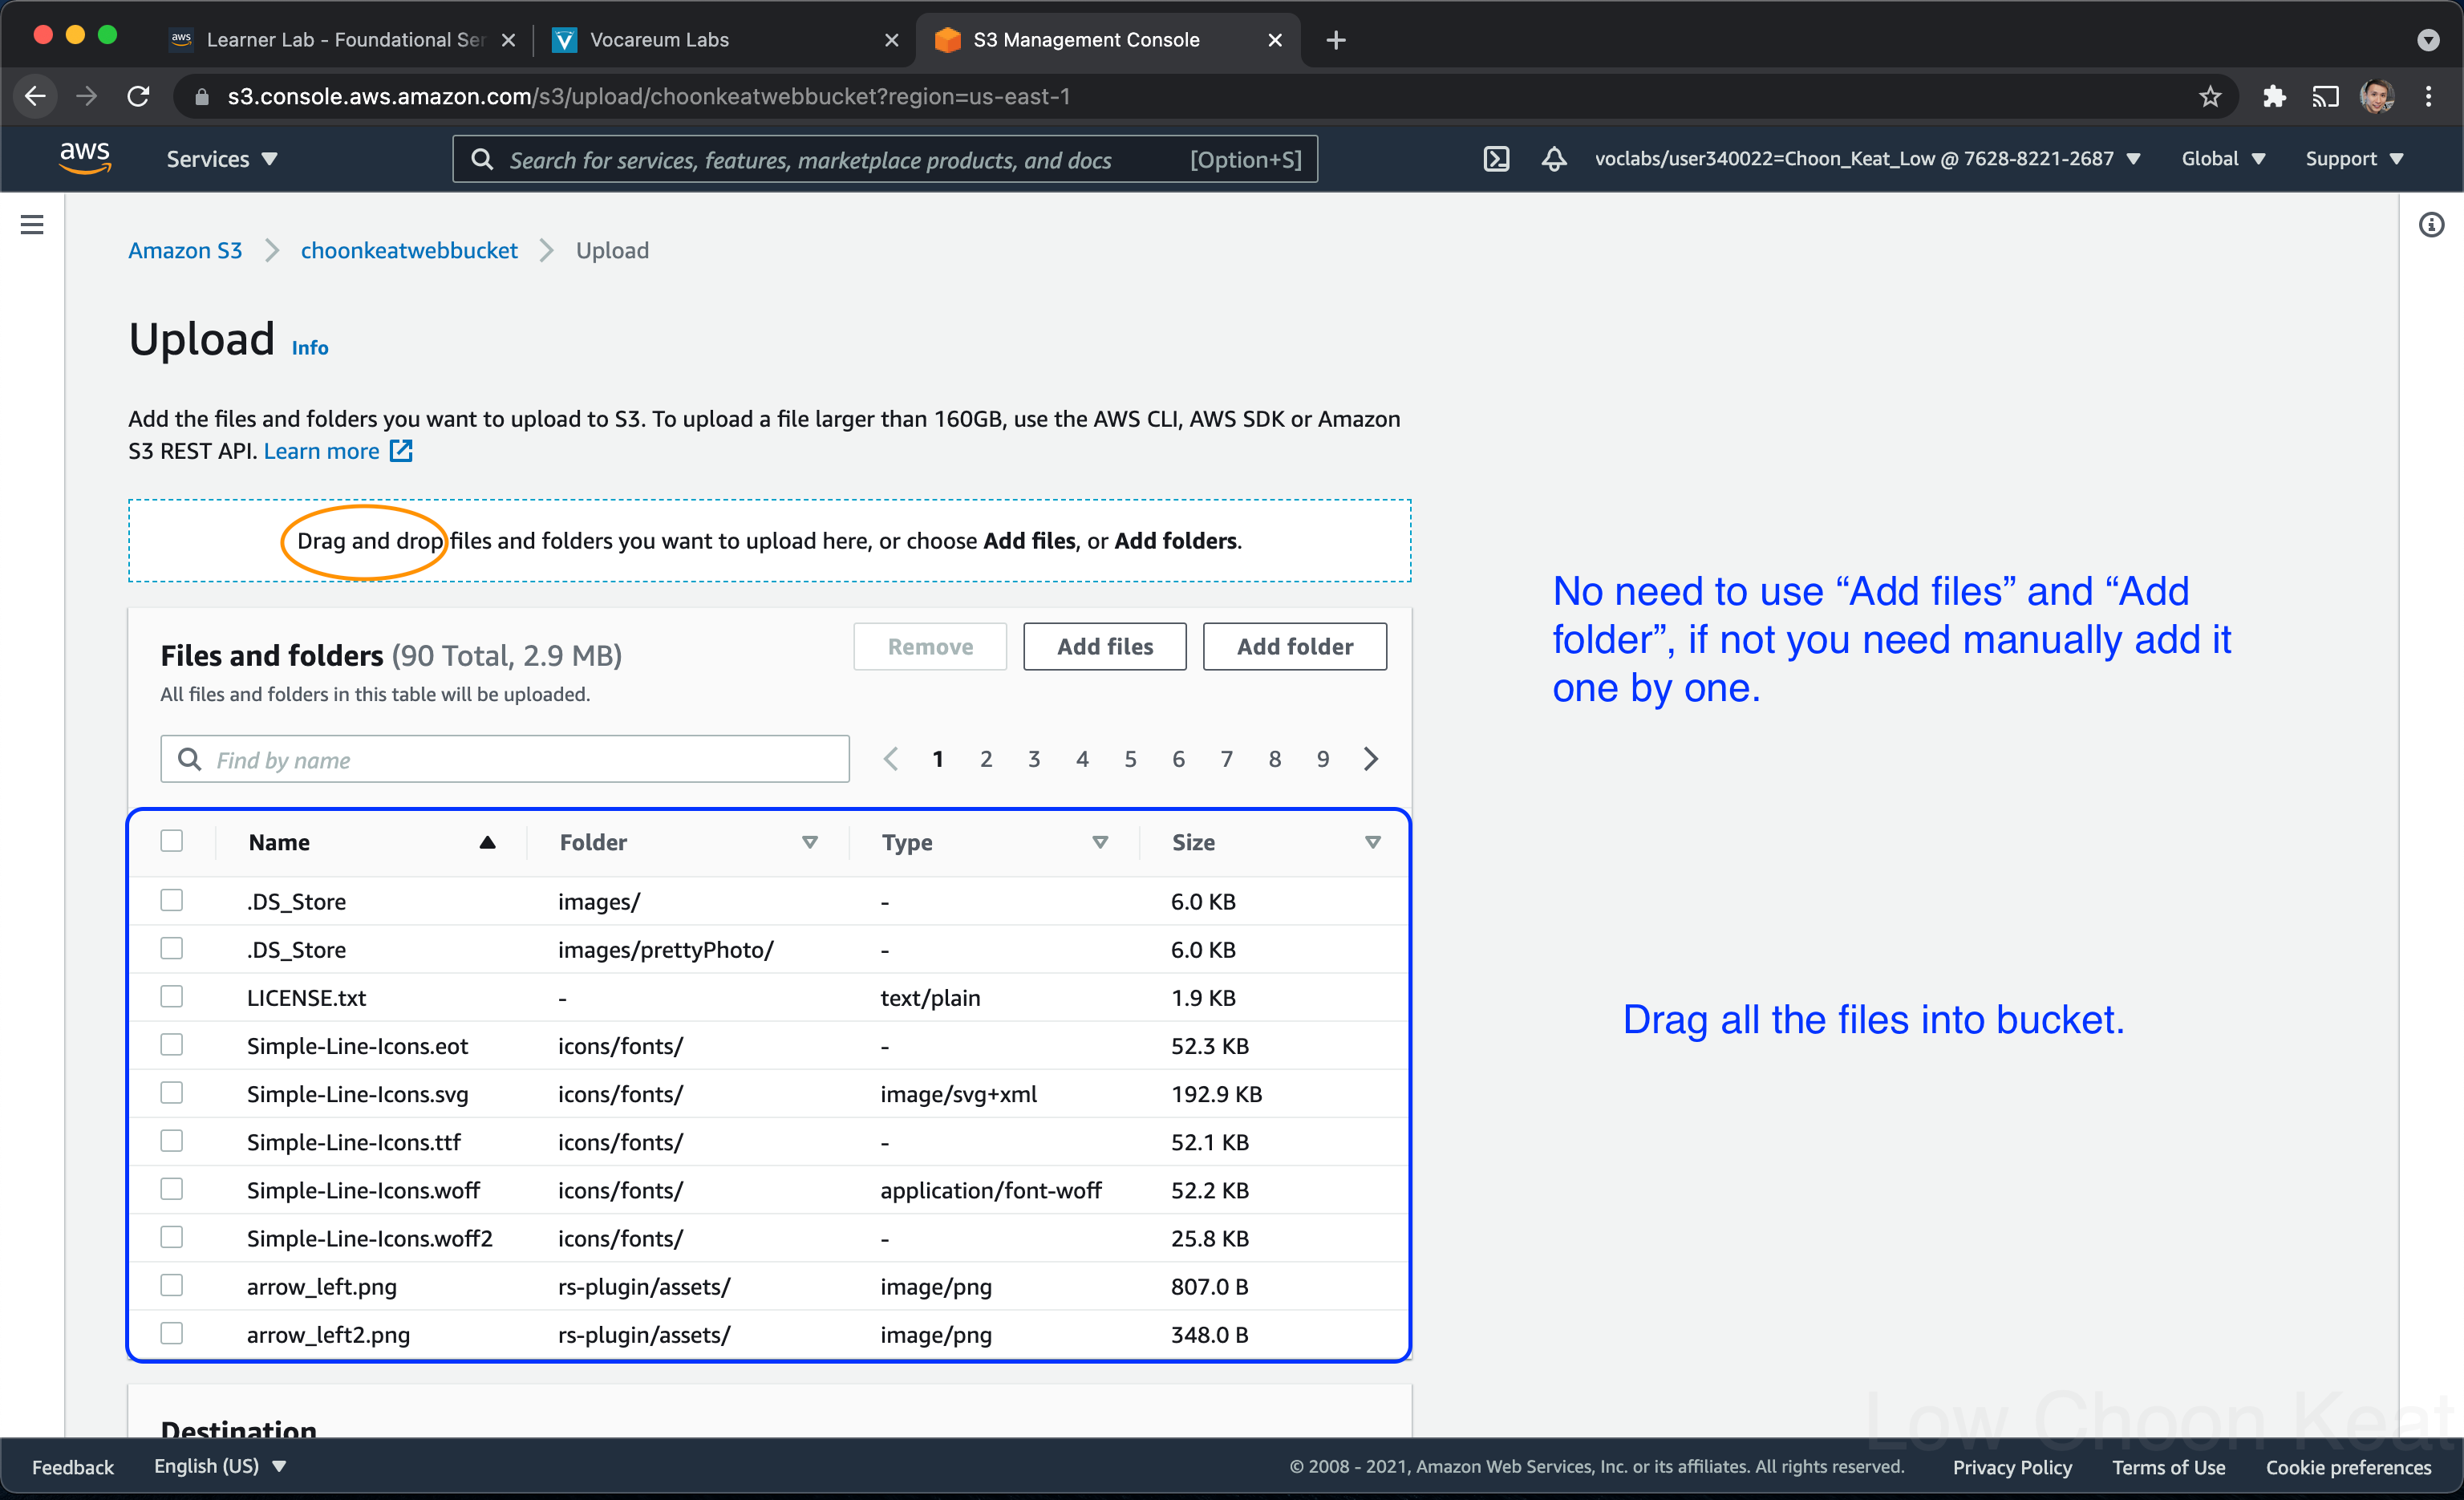 Learner Lab - Foundational Ser
Vocareum Labs
S3 Management Console
s3.console.aws.amazon.com/s3/upload/choonkeatwebbucket?region=us-east-1
aws
Services
Search for services, features, marketplace products, and docs [Option+S]
voclabs/user340022=Choon_Keat_Low @ 7628-8221-2687
Global
Support
Amazon S3
choonkeatwebbucket
Upload
Upload Info
Add the files and folders you want to upload to S3. To upload a file larger than 160GB, use the AWS CLI, AWS SDK or Amazon
S3 REST API. Learn more
Drag and drop files and folders you want to upload here, or choose Add files, or Add folders.
No need to use “Add files” and “Add
folder”, if not you need manually add it
one by one.
Files and folders (90 Total, 2.9 MB)
Remove
Add files
Add folder
All files and folders in this table will be uploaded.
Find by name
1 2 3 4 5 6 7 8 9
Name Folder Type Size
.DS_Store images/ - 6.0 KB
.DS_Store images/prettyPhoto/ - 6.0 KB
LICENSE.txt - text/plain 1.9 KB
Simple-Line-Icons.eot icons/fonts/ - 52.3 KB
Simple-Line-Icons.svg icons/fonts/ image/svg+xml 192.9 KB
Simple-Line-Icons.ttf icons/fonts/ - 52.1 KB
Simple-Line-Icons.woff icons/fonts/ application/font-woff 52.2 KB
Simple-Line-Icons.woff2 icons/fonts/ - 25.8 KB
arrow_left.png rs-plugin/assets/ image/png 807.0 B
arrow_left2.png rs-plugin/assets/ image/png 348.0 B
Drag all the files into bucket.
Destination
Low Choon Keat
Feedback
English (US)
© 2008 - 2021, Amazon Web Services, Inc. or its affiliates. All rights reserved.
Privacy Policy
Terms of Use
Cookie preferences